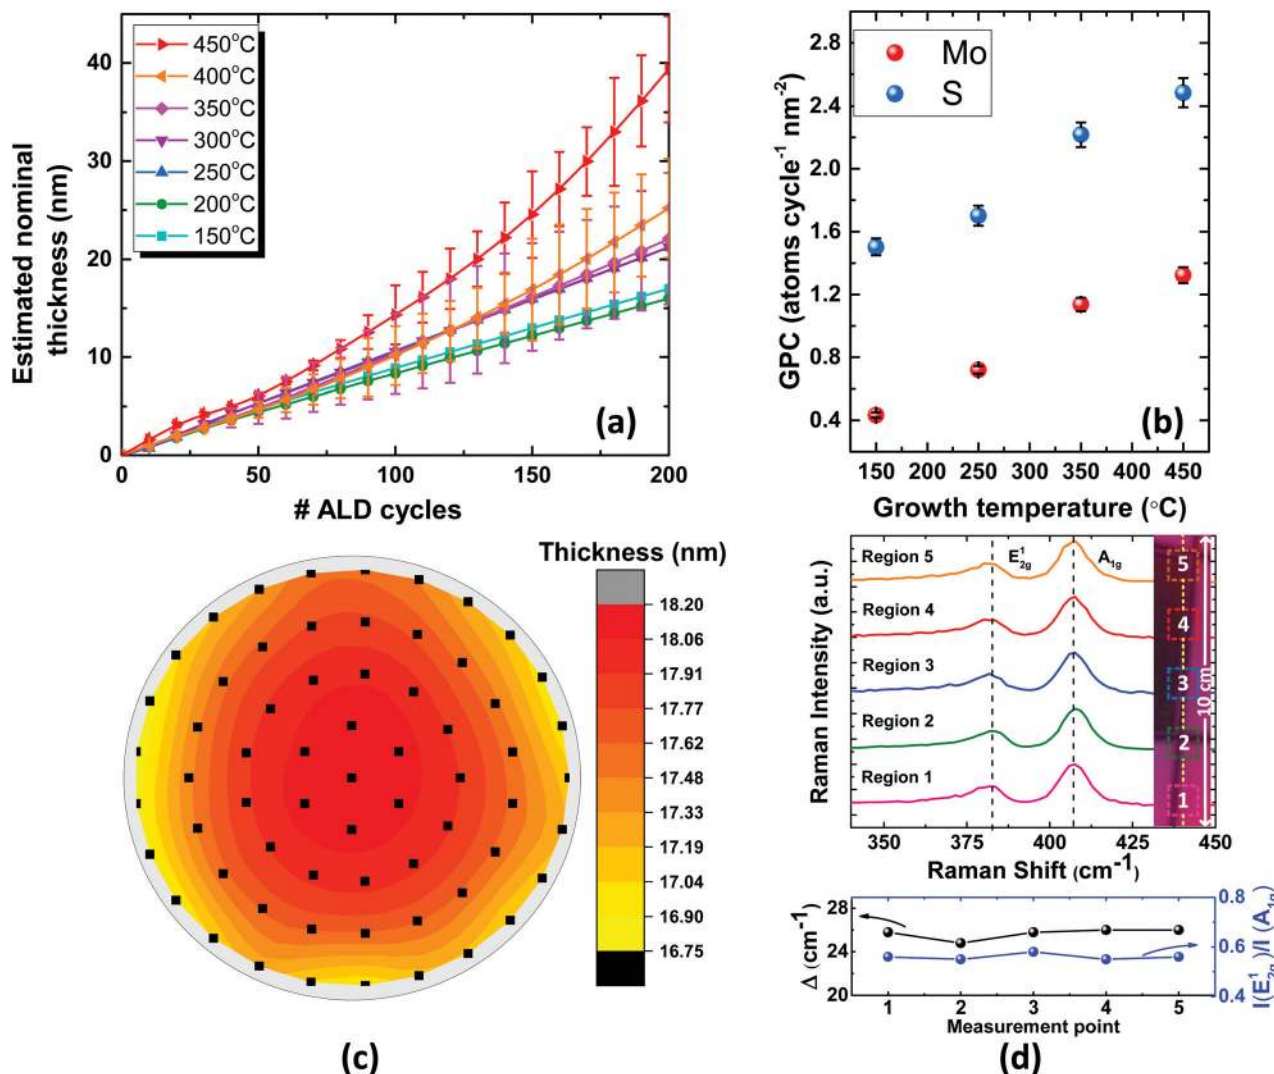 Estimated nominal
thickness (nm)
40
30
20
10
0
450°C
400°C
350°C
300°C
250°C
200°C
150°C
(a)
0 50 100 150 200
# ALD cycles
GPC (atoms cycle⁻¹ nm⁻²)
2.8
2.4
2.0
1.6
1.2
0.8
0.4
Mo
S
(b)
150 200 250 300 350 400 450
Growth temperature (°C)
Thickness (nm)
18.20
18.06
17.91
17.77
17.62
17.48
17.33
17.19
17.04
16.90
16.75
(c)
Raman Intensity (a.u.)
Region 5 E¹₂g A₁g
Region 4
Region 3
Region 2
Region 1
5
4
3
2
1
10 cm
350 375 400 425 450
Raman Shift (cm⁻¹)
Δ (cm⁻¹)
28
24
20
0.8
0.6
0.4
I(E¹₂g)/I (A₁g)
1 2 3 4 5
Measurement point
(d)